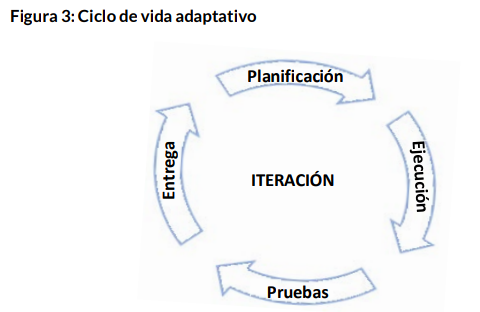 Figura 3: Ciclo de vida adaptativo
Planificación
Ejecución
ITERACIÓN
Entrega
Pruebas